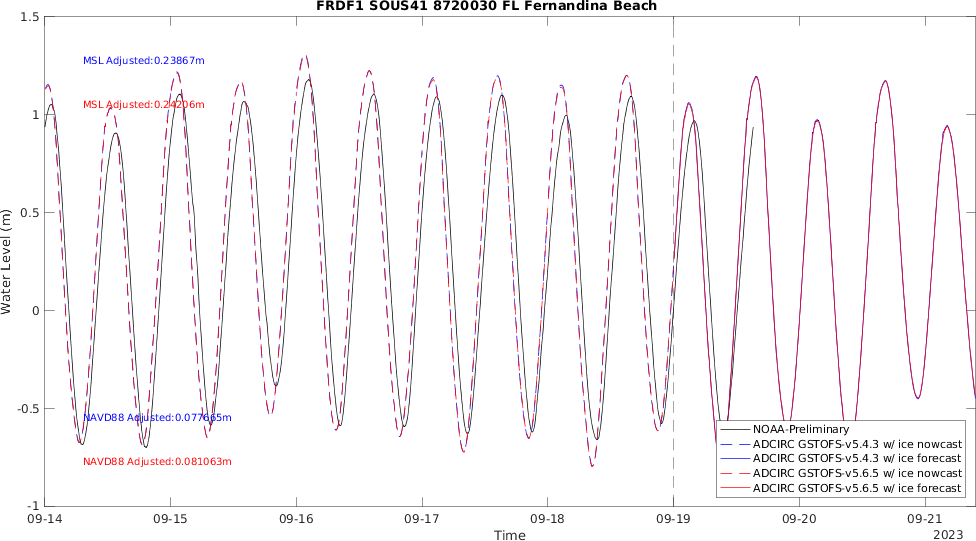 FRDF1 SOUS41 8720030 FL Fernandina Beach
1.5
MSL Adjusted:0.23867m
MSL Adjusted:0.24206m
1
0.5
Water Level (m)
0
-0.5
NAVD88 Adjusted:0.077665m
NAVD88 Adjusted:0.081063m
NOAA-Preliminary
ADCIRC GSTOFS-v5.4.3 w/ ice nowcast
ADCIRC GSTOFS-v5.4.3 w/ ice forecast
ADCIRC GSTOFS-v5.6.5 w/ ice nowcast
ADCIRC GSTOFS-v5.6.5 w/ ice forecast
-1
09-14 09-15 09-16 09-17 09-18 09-19 09-20 09-21
Time
2023